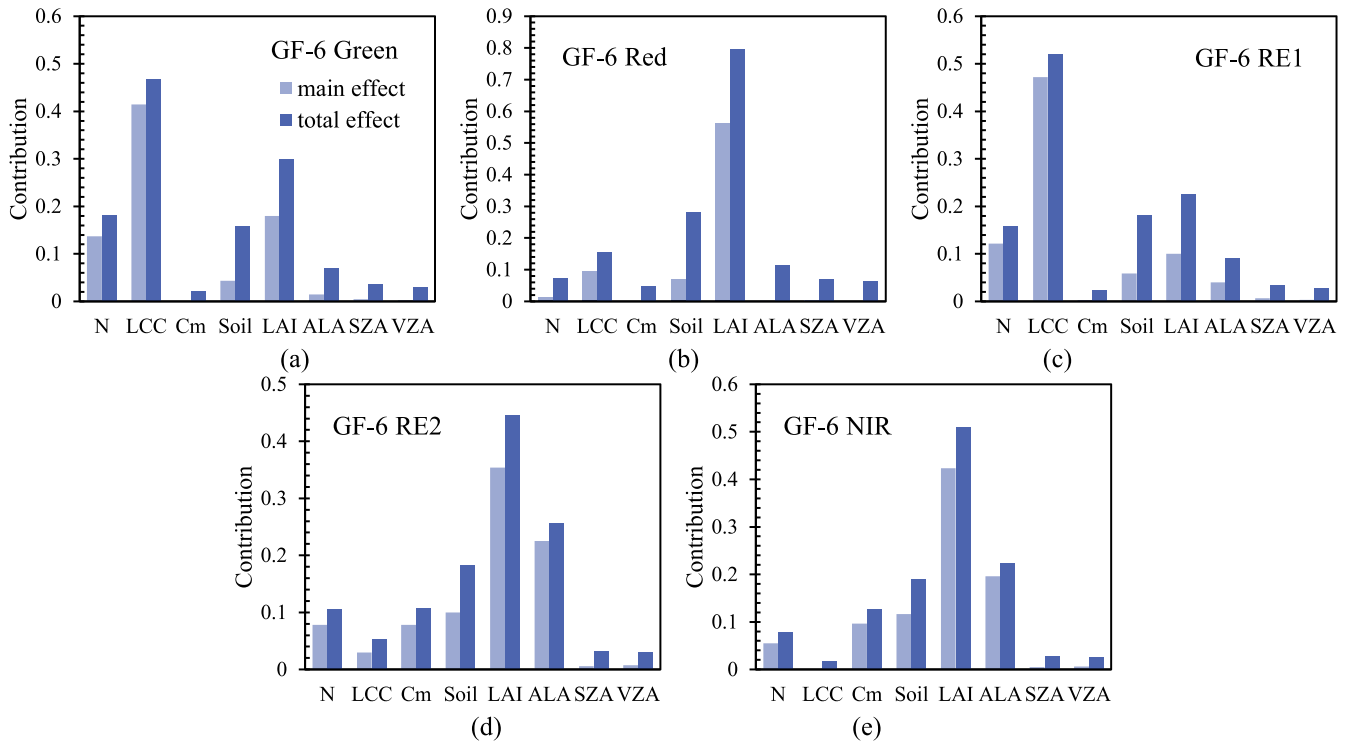 GF-6 Green
main effect
total effect
Contribution
0.6
0.5
0.4
0.3
0.2
0.1
0
N LCC Cm Soil LAI ALA SZA VZA
(a)
GF-6 Red
Contribution
0.9
0.8
0.7
0.6
0.5
0.4
0.3
0.2
0.1
0
N LCC Cm Soil LAI ALA SZA VZA
(b)
GF-6 RE1
Contribution
0.6
0.5
0.4
0.3
0.2
0.1
0
N LCC Cm Soil LAI ALA SZA VZA
(c)
GF-6 RE2
Contribution
0.5
0.4
0.3
0.2
0.1
0
N LCC Cm Soil LAI ALA SZA VZA
(d)
GF-6 NIR
Contribution
0.6
0.5
0.4
0.3
0.2
0.1
0
N LCC Cm Soil LAI ALA SZA VZA
(e)